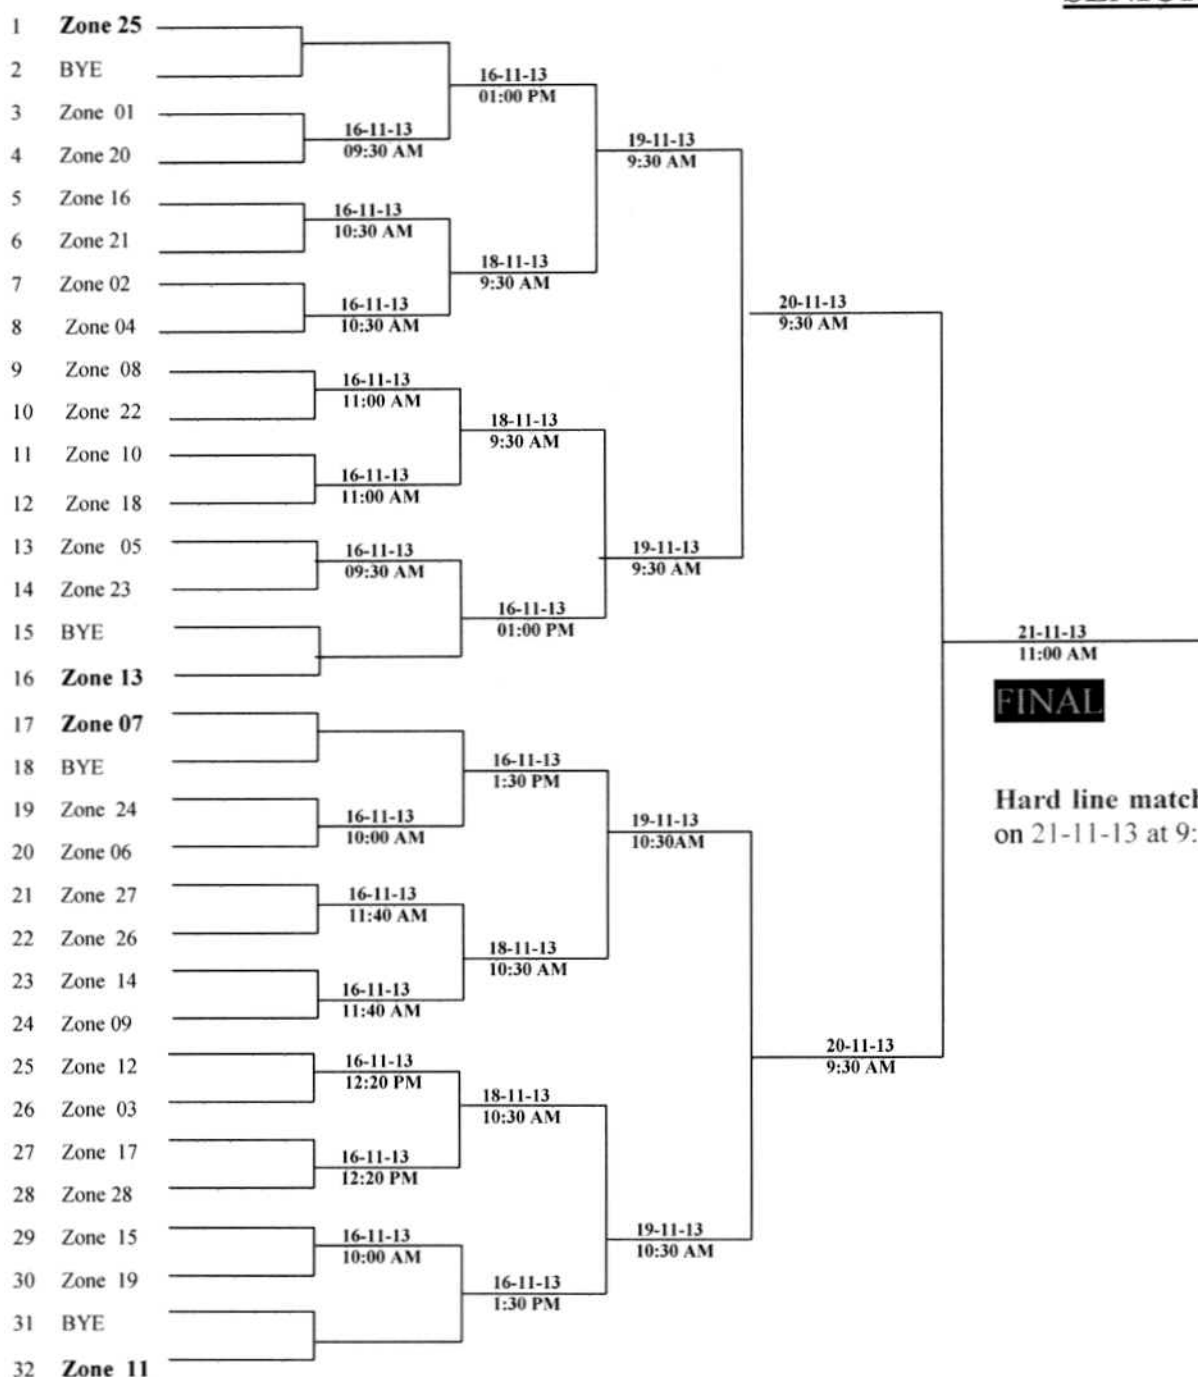 1 Zone 25
2 BYE
3 Zone 01
4 Zone 20
5 Zone 16
6 Zone 21
7 Zone 02
8 Zone 04
9 Zone 08
10 Zone 22
11 Zone 10
12 Zone 18
13 Zone 05
14 Zone 23
15 BYE
16 Zone 13
17 Zone 07
18 BYE
19 Zone 24
20 Zone 06
21 Zone 27
22 Zone 26
23 Zone 14
24 Zone 09
25 Zone 12
26 Zone 03
27 Zone 17
28 Zone 28
29 Zone 15
30 Zone 19
31 BYE
32 Zone 11
16-11-13
09:30 AM
16-11-13
10:30 AM
16-11-13
10:30 AM
16-11-13
11:00 AM
16-11-13
11:00 AM
16-11-13
09:30 AM
16-11-13
10:00 AM
16-11-13
11:40 AM
16-11-13
11:40 AM
16-11-13
12:20 PM
16-11-13
12:20 PM
16-11-13
10:00 AM
16-11-13
01:00 PM
18-11-13
9:30 AM
18-11-13
9:30 AM
16-11-13
01:00 PM
16-11-13
1:30 PM
18-11-13
10:30 AM
18-11-13
10:30 AM
16-11-13
1:30 PM
19-11-13
9:30 AM
19-11-13
9:30 AM
19-11-13
10:30AM
19-11-13
10:30 AM
20-11-13
9:30 AM
20-11-13
9:30 AM
21-11-13
11:00 AM
FINAL
Hard line match
on 21-11-13 at 9: